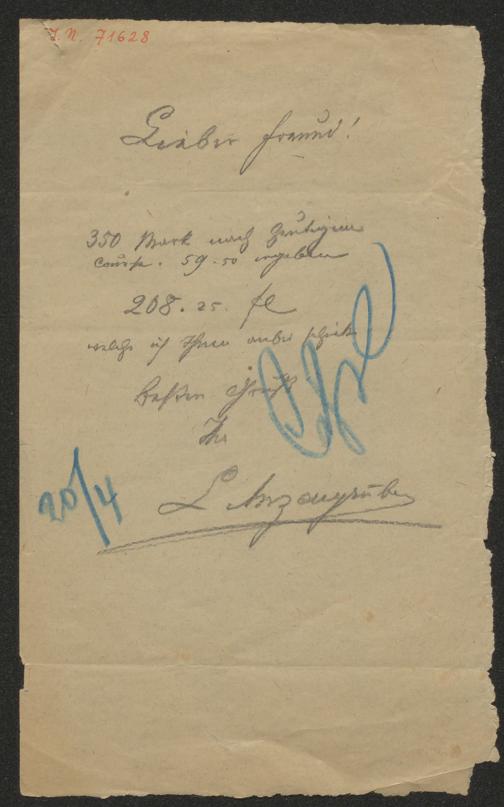 J. N. 71628
Lieber Freund!
350 Mark nach heutigem
Course. 59.50 ergeben
208.25. fl
welche ich Ihnen anbei schicke
Besten Gruß
Ihr
20/4
L Anzengruber